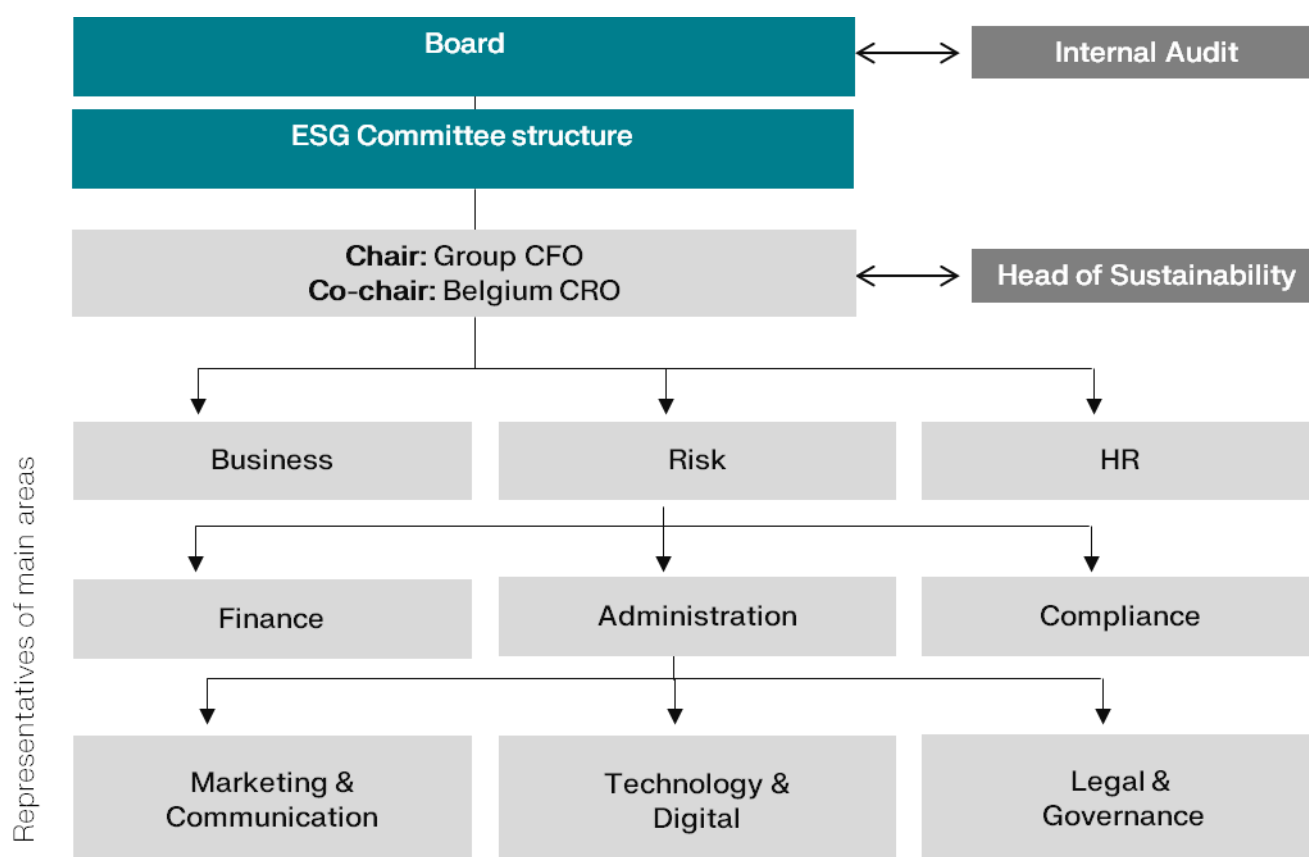 Board
Internal Audit
ESG Committee structure
Chair: Group CFO
Co-chair: Belgium CRO
Head of Sustainability
Representatives of main areas
Business
Risk
HR
Finance
Administration
Compliance
Marketing &
Communication
Technology &
Digital
Legal &
Governance